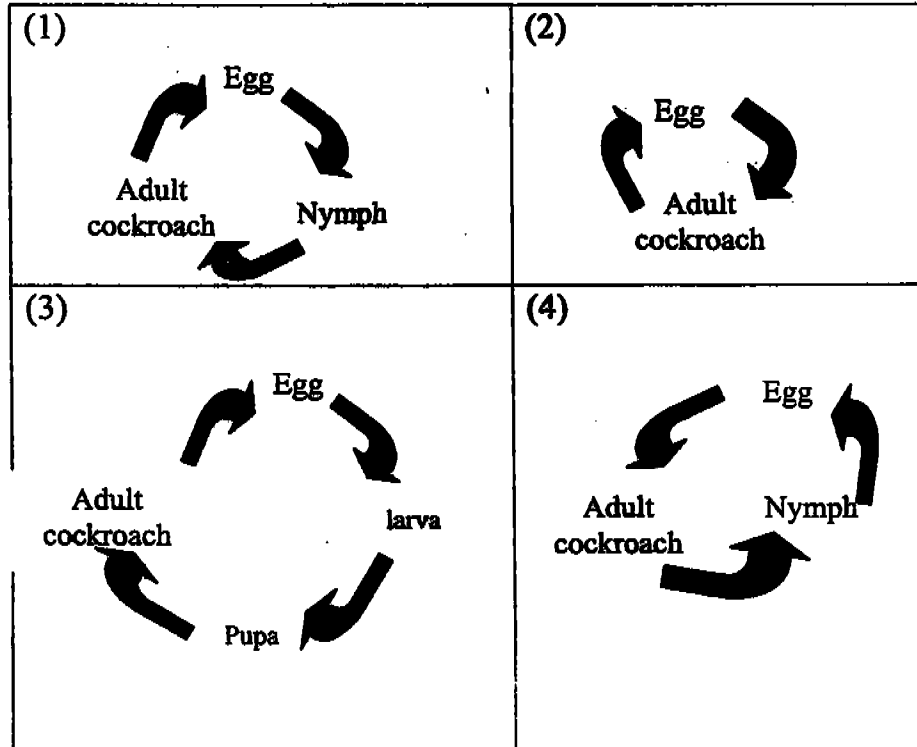 (1)
Egg
Adult
cockroach
Nymph
(2)
Egg
Adult
cockroach
(3)
Egg
Adult
cockroach
larva
Pupa
(4)
Egg
Adult
cockroach
Nymph